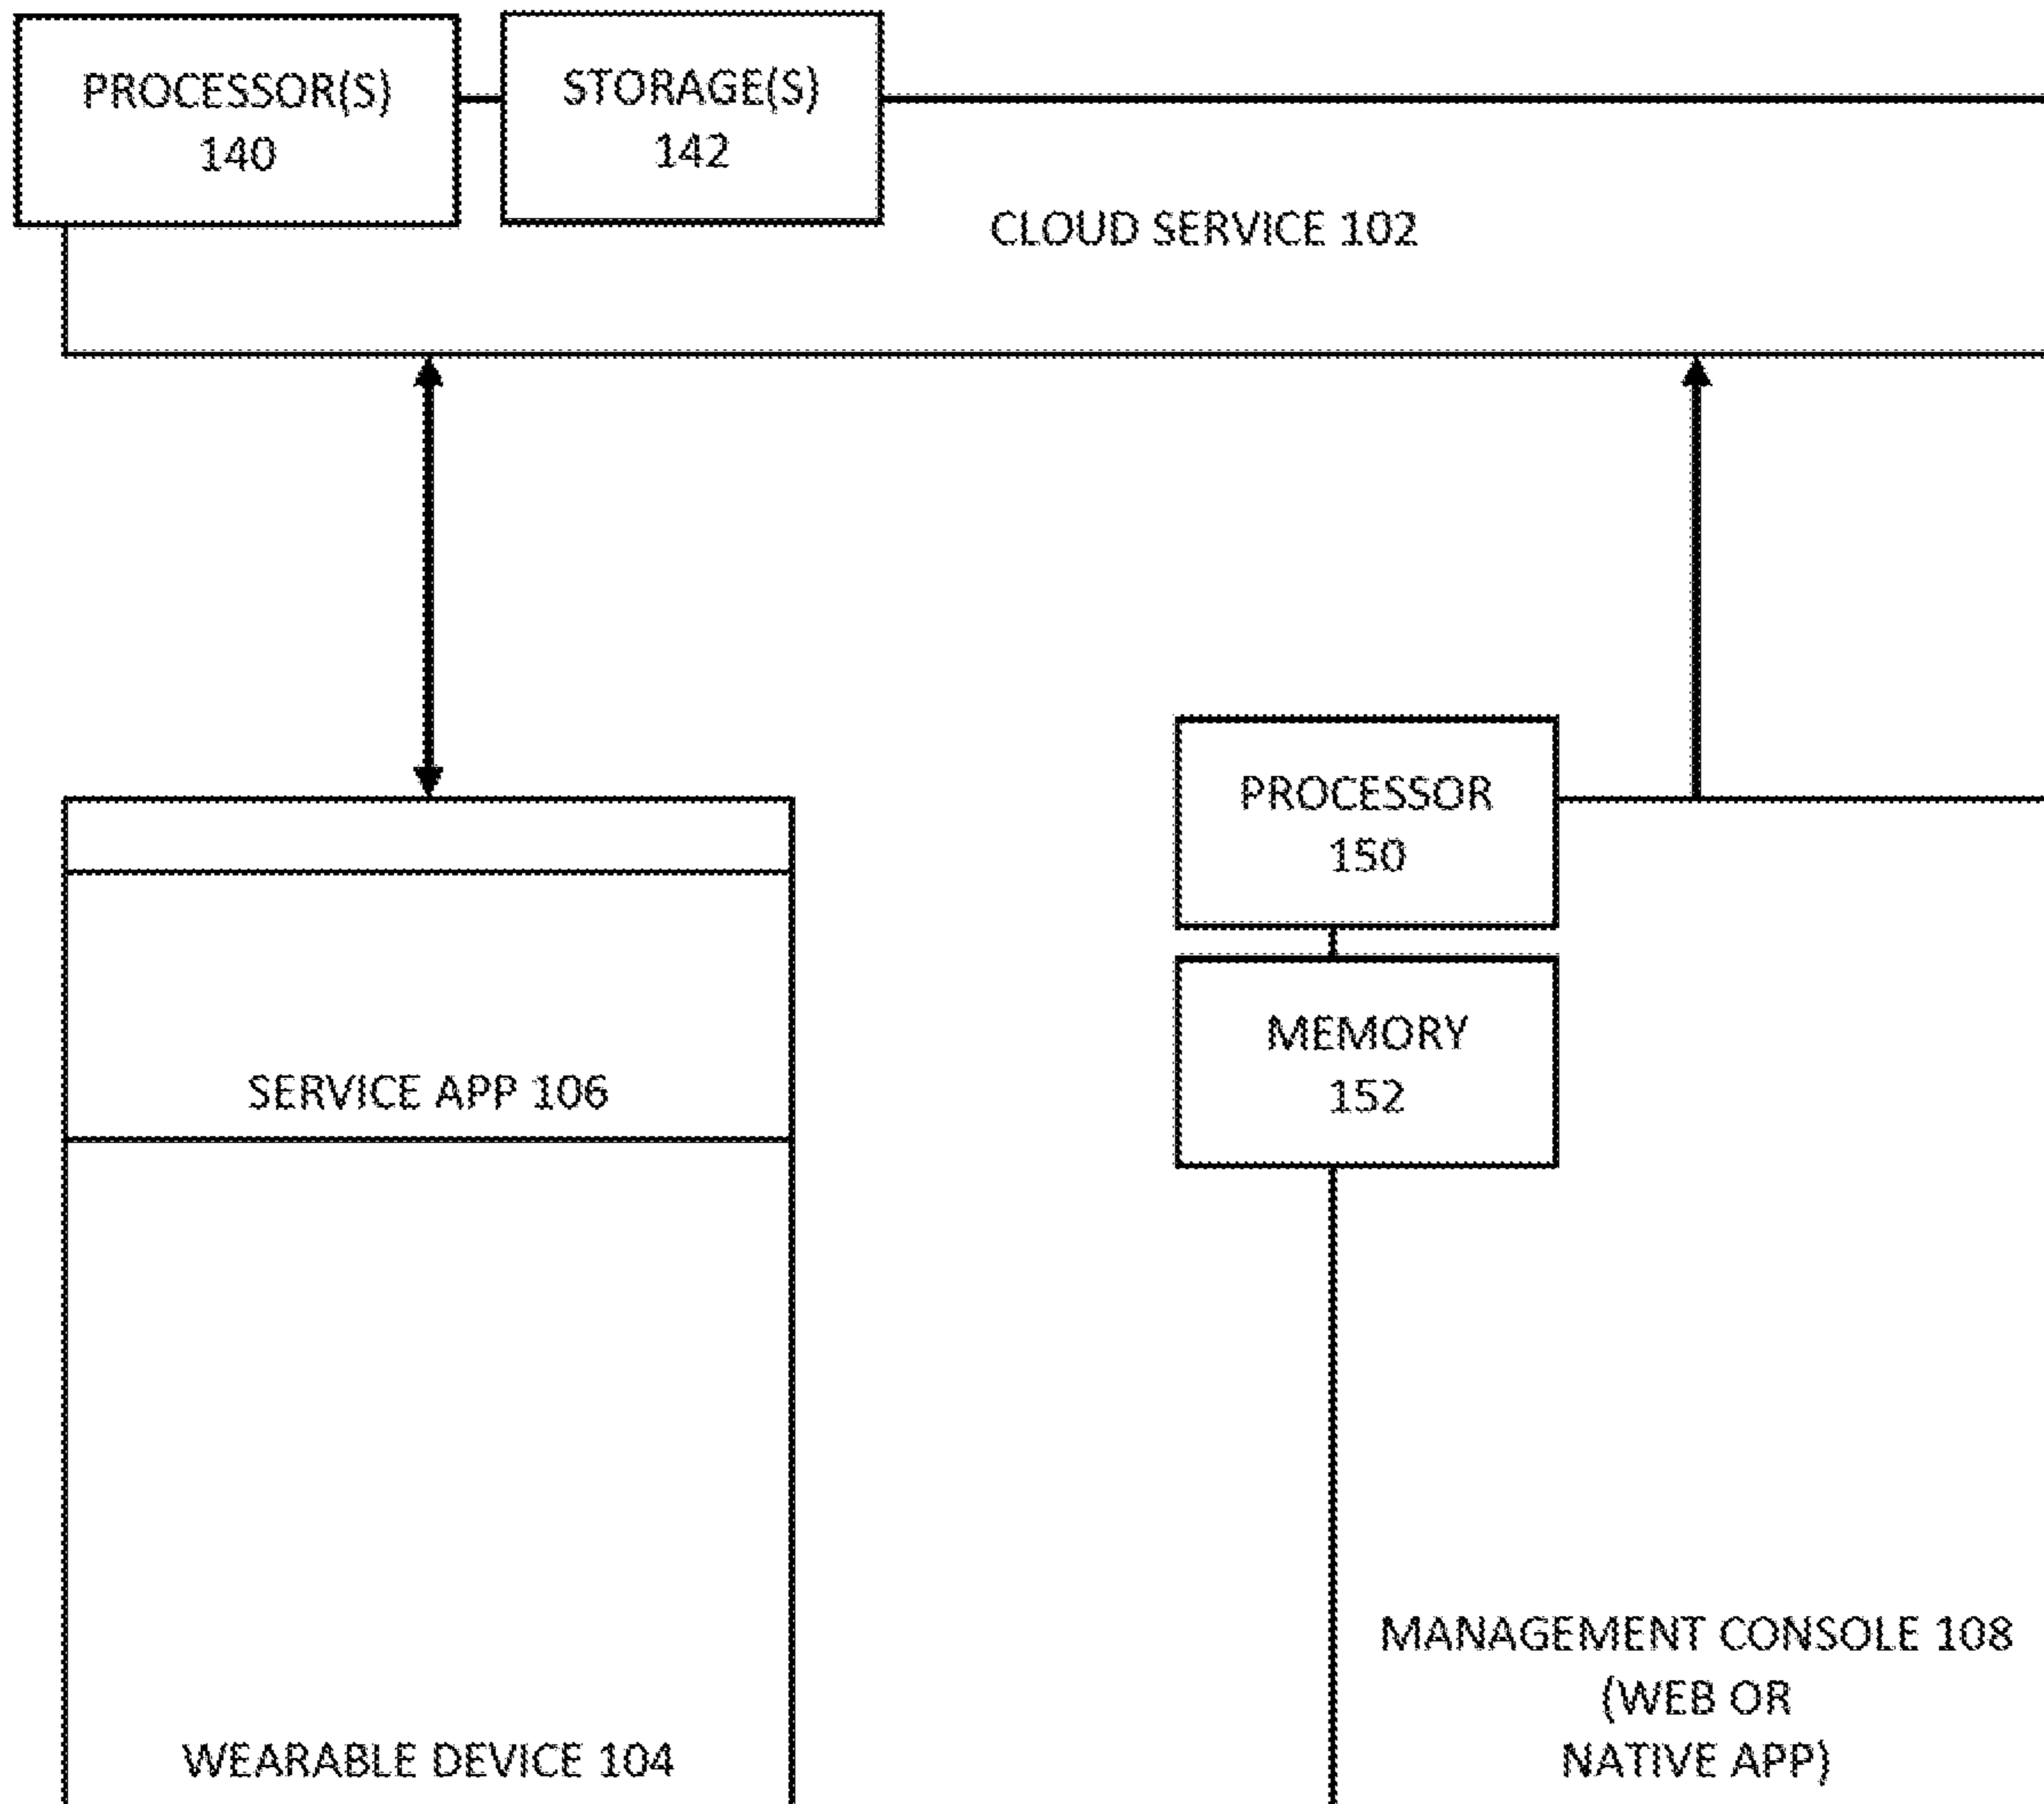 PROCESSOR(S)
140
STORAGE(S)
142
CLOUD SERVICE 102
PROCESSOR
150
MEMORY
152
SERVICE APP 106
MANAGEMENT CONSOLE 108
(WEB OR
NATIVE APP)
WEARABLE DEVICE 104